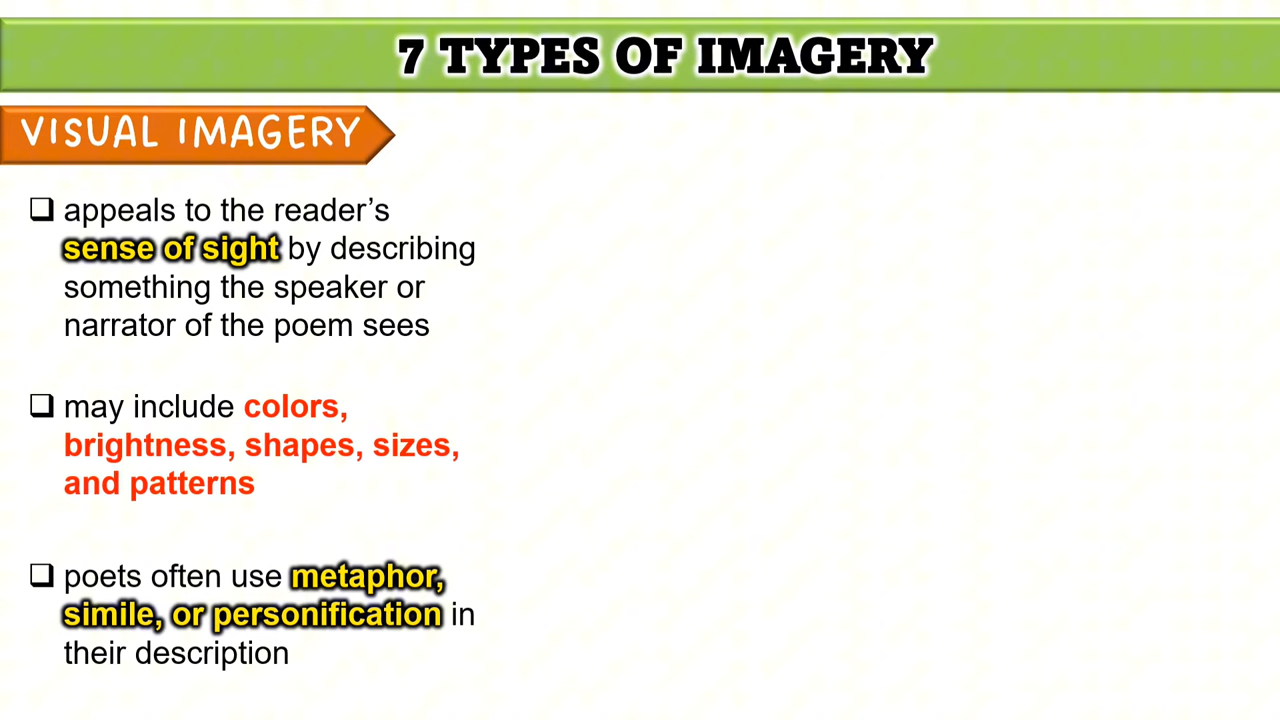 7 TYPES OF IMAGERY
VISUAL IMAGERY
❑ appeals to the reader’s
sense of sight by describing
something the speaker or
narrator of the poem sees
❑ may include colors,
brightness, shapes, sizes,
and patterns
❑ poets often use metaphor,
simile, or personification in
their description